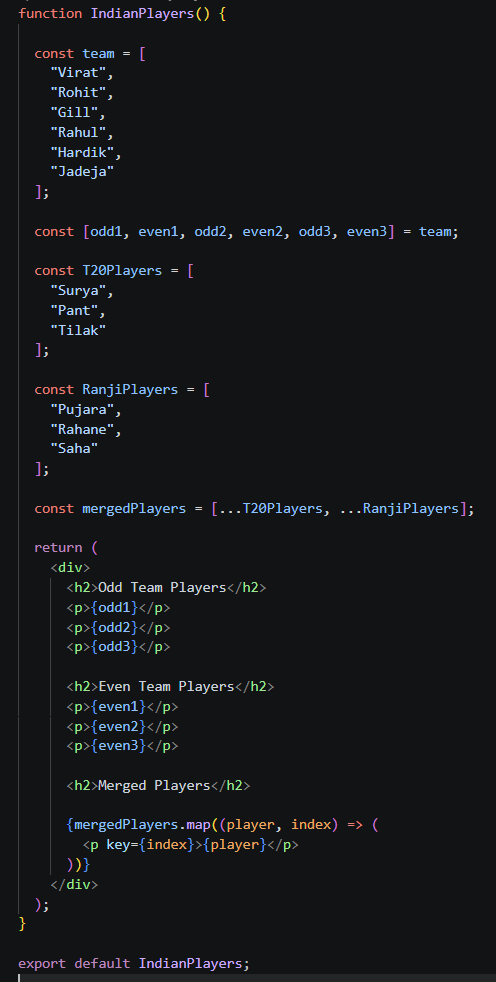 function IndianPlayers() {
const team = [
"Virat",
"Rohit",
"Gill",
"Rahul",
"Hardik",
"Jadeja"
];
const [odd1, even1, odd2, even2, odd3, even3] = team;
const T20Players = [
"Surya",
"Pant",
"Tilak"
];
const RanjiPlayers = [
"Pujara",
"Rahane",
"Saha"
];
const mergedPlayers = [...T20Players, ...RanjiPlayers];
return (
<div>
<h2>Odd Team Players</h2>
<p>{odd1}</p>
<p>{odd2}</p>
<p>{odd3}</p>
<h2>Even Team Players</h2>
<p>{even1}</p>
<p>{even2}</p>
<p>{even3}</p>
<h2>Merged Players</h2>
{mergedPlayers.map((player, index) => (
<p key={index}>{player}</p>
))}
</div>
);
}
export default IndianPlayers;